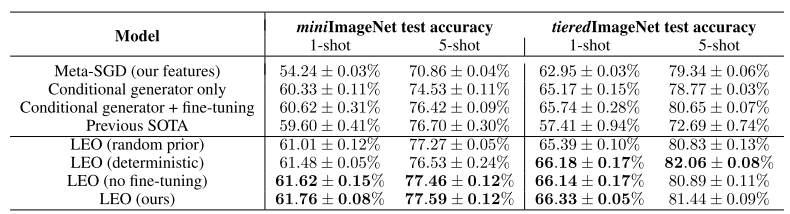 Model miniImageNet test accuracy tieredImageNet test accuracy
1-shot 5-shot 1-shot 5-shot
Meta-SGD (our features) 54.24 ± 0.03% 70.86 ± 0.04% 62.95 ± 0.03% 79.34 ± 0.06%
Conditional generator only 60.33 ± 0.11% 74.53 ± 0.11% 65.17 ± 0.15% 78.77 ± 0.03%
Conditional generator + fine-tuning 60.62 ± 0.31% 76.42 ± 0.09% 65.74 ± 0.28% 80.65 ± 0.07%
Previous SOTA 59.60 ± 0.41% 76.70 ± 0.30% 57.41 ± 0.94% 72.69 ± 0.74%
LEO (random prior) 61.01 ± 0.12% 77.27 ± 0.05% 65.39 ± 0.10% 80.83 ± 0.13%
LEO (deterministic) 61.48 ± 0.05% 76.53 ± 0.24% 66.18 ± 0.17% 82.06 ± 0.08%
LEO (no fine-tuning) 61.62 ± 0.15% 77.46 ± 0.12% 66.14 ± 0.17% 80.89 ± 0.11%
LEO (ours) 61.76 ± 0.08% 77.59 ± 0.12% 66.33 ± 0.05% 81.44 ± 0.09%